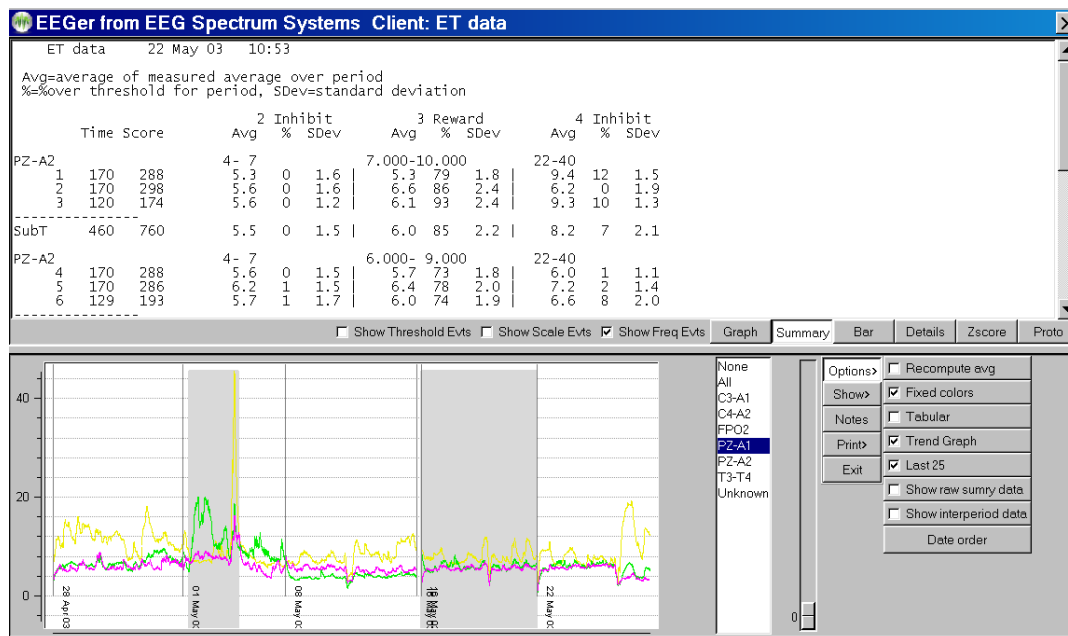 EEGer from EEG Spectrum Systems Client: ET data
ET data 22 May 03 10:53
Avg=average of measured average over period
%=%over threshold for period, SDev=standard deviation
2 Inhibit 3 Reward 4 Inhibit
Time Score Avg % SDev Avg % SDev Avg % SDev
PZ-A2 4- 7 7.000-10.000 22-40
1 170 288 5.3 0 1.6 | 5.3 79 1.8 | 9.4 12 1.5
2 170 298 5.6 0 1.6 | 6.6 86 2.4 | 6.2 0 1.9
3 120 174 5.6 0 1.2 | 6.1 93 2.4 | 9.3 10 1.3
---------------
SubT 460 760 5.5 0 1.5 | 6.0 85 2.2 | 8.2 7 2.1
PZ-A2 4- 7 6.000- 9.000 22-40
4 170 288 5.6 0 1.5 | 5.7 73 1.8 | 6.0 1 1.1
5 170 286 6.2 1 1.5 | 6.4 78 2.0 | 7.2 2 1.4
6 129 193 5.7 1 1.7 | 6.0 74 1.9 | 6.6 8 2.0
---------------
Show Threshold Evts Show Scale Evts Show Freq Evts Graph Summary Bar Details Zscore Proto
40
20
0
28 Apr 03
01 May 0
08 May 0
22 May 0
None
All
C3-A1
C4-A2
FPO2
PZ-A1
PZ-A2
T3-T4
Unknown
0
Options>
Show>
Notes
Print>
Exit
Recompute avg
Fixed colors
Tabular
Trend Graph
Last 25
Show raw sumry data
Show interperiod data
Date order